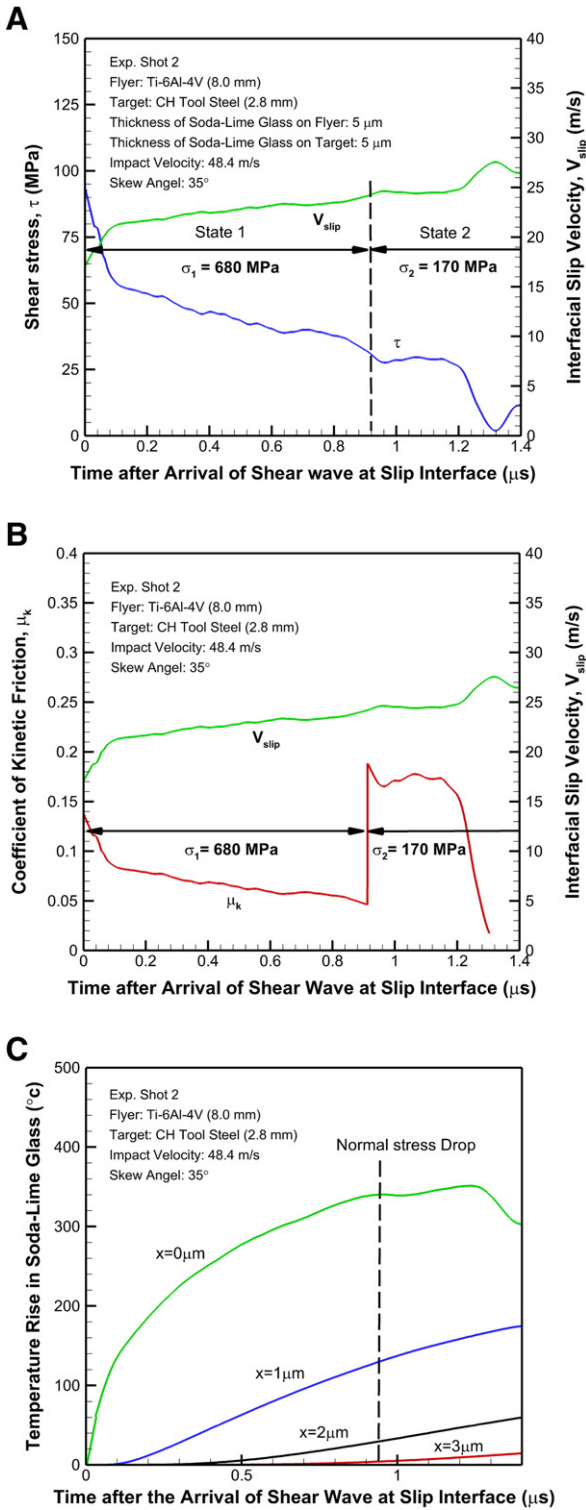 A
Exp. Shot 2
Flyer: Ti-6Al-4V (8.0 mm)
Target: CH Tool Steel (2.8 mm)
Thickness of Soda-Lime Glass on Flyer: 5 μm
Thickness of Soda-Lime Glass on Target: 5 μm
Impact Velocity: 48.4 m/s
Skew Angel: 35°
V_slip
State 1
State 2
σ₁ = 680 MPa
σ₂ = 170 MPa
τ
Shear stress, τ (MPa)
0
25
50
75
100
125
150
Interfacial Slip Velocity, V_slip (m/s)
0
5
10
15
20
25
30
35
40
0 0.2 0.4 0.6 0.8 1 1.2 1.4
Time after Arrival of Shear wave at Slip Interface (μs)
B
Exp. Shot 2
Flyer: Ti-6Al-4V (8.0 mm)
Target: CH Tool Steel (2.8 mm)
Impact Velocity: 48.4 m/s
Skew Angel: 35°
V_slip
σ₁ = 680 MPa
σ₂ = 170 MPa
μ_k
Coefficient of Kinetic Friction, μ_k
0
0.05
0.1
0.15
0.2
0.25
0.3
0.35
0.4
Interfacial Slip Velocity, V_slip (m/s)
0
5
10
15
20
25
30
35
40
0 0.2 0.4 0.6 0.8 1 1.2 1.4
Time after Arrival of Shear Wave at Slip Interface (μs)
C
Exp. Shot 2
Flyer: Ti-6Al-4V (8.0 mm)
Target: CH Tool Steel (2.8 mm)
Impact Velocity: 48.4 m/s
Skew Angel: 35°
Normal stress Drop
x=0μm
x=1μm
x=2μm
x=3μm
Temperature Rise in Soda-Lime Glass (°c)
0
100
200
300
400
500
0 0.5 1
Time after the Arrival of Shear Wave at Slip Interface (μs)